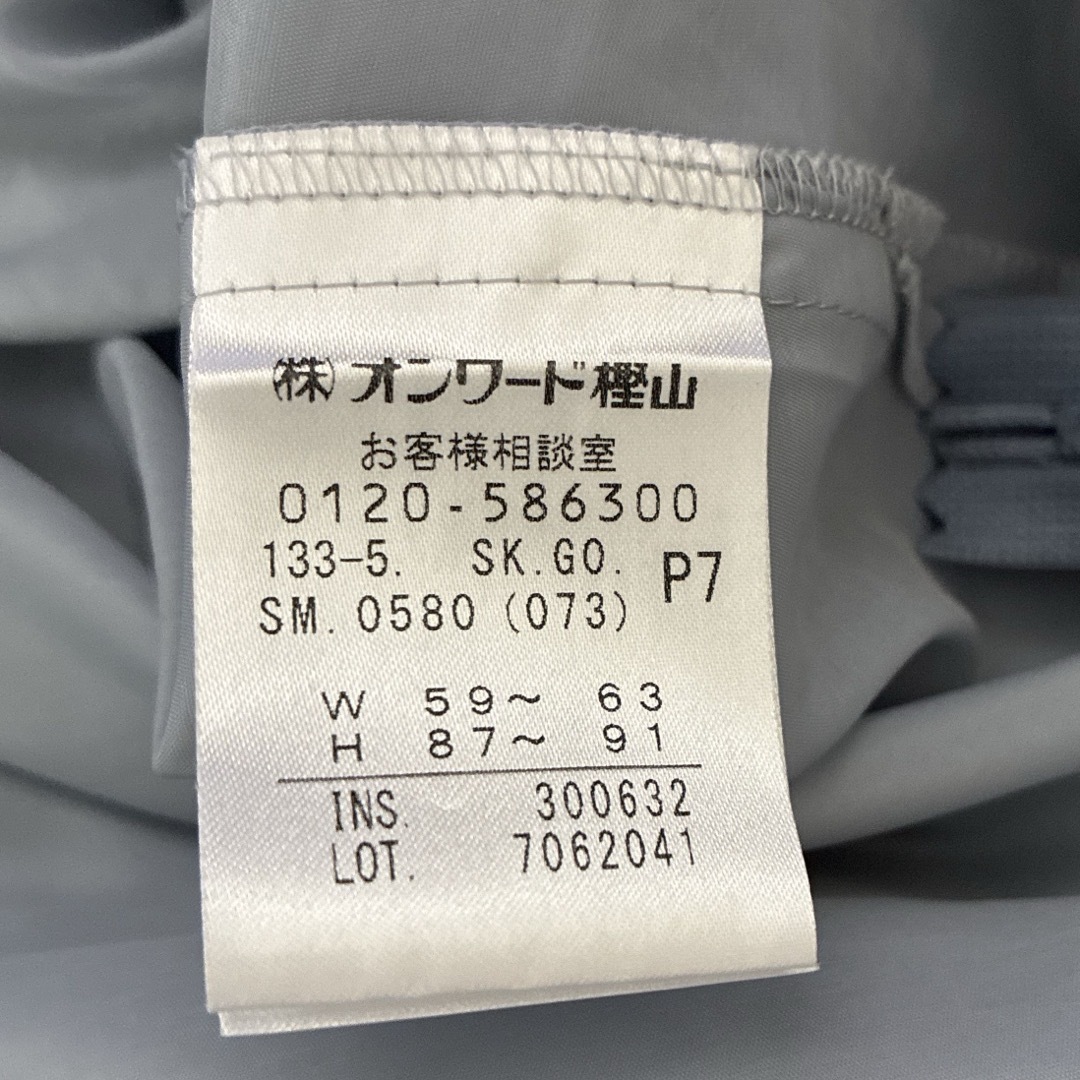 ㈱オンワード樫山
お客様相談室
0120-586300
133-5. SK.GO. P7
SM. 0580 (073)
W 59～ 63
H 87～ 91
INS. 300632
LOT. 7062041